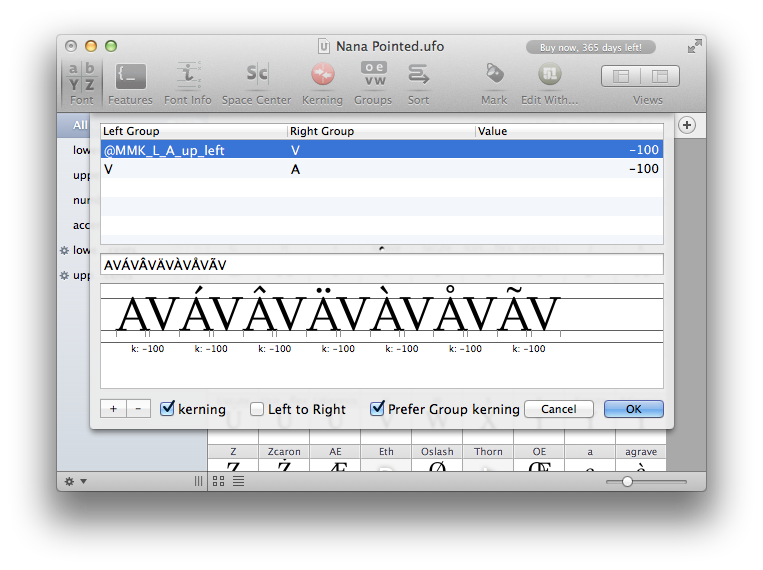 Nana Pointed.ufo
Buy now, 365 days left!
a b
Y Z
{_
i
Sc
o e
v w
Font Features Font Info Space Center Kerning Groups Sort Mark Edit With... Views
All
Left Group Right Group Value
@MMK_L_A_up_left V -100
V A -100
low
upp
nur
acc
low
upp
AVÁVÂVÄVÀVÅVÃV
AVÁVÂVÄVÀVÅVÃV
k: -100 k: -100 k: -100 k: -100 k: -100 k: -100 k: -100
+ - kerning Left to Right Prefer Group kerning Cancel OK
Z Zcaron AE Eth Oslash Thorn OE a agrave
Z Ž Æ Ø Œ a à